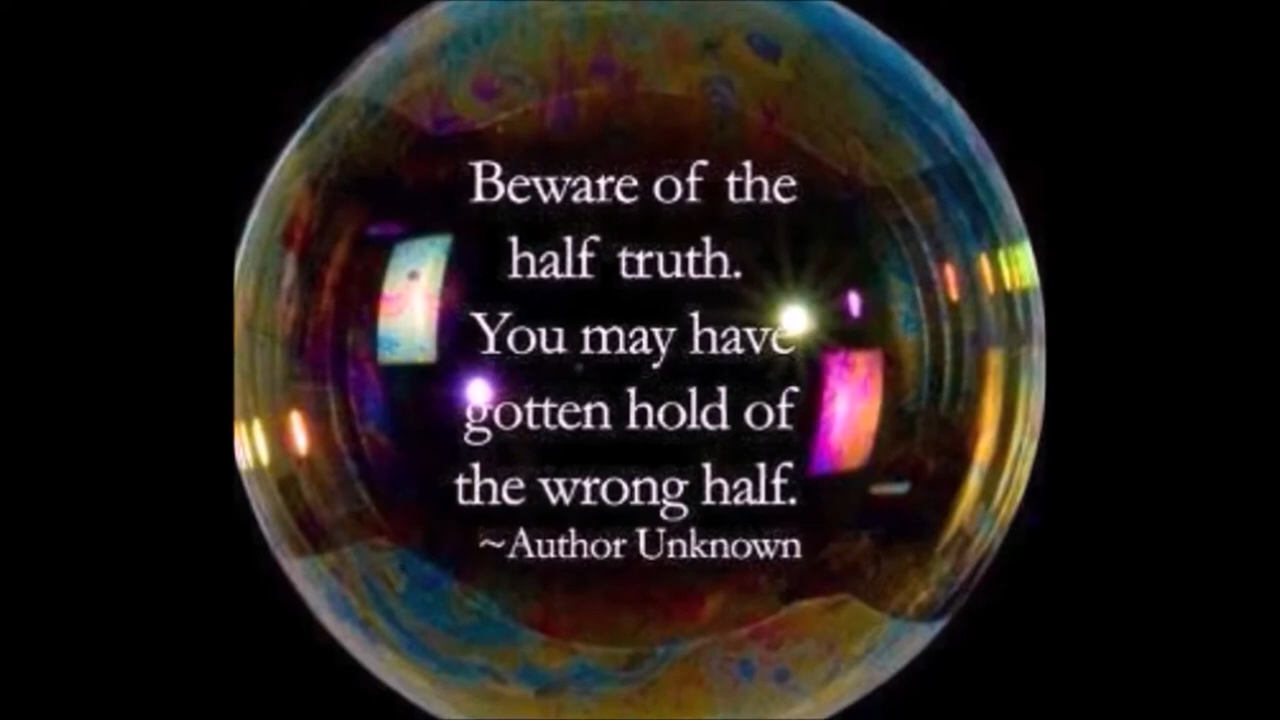 Beware of the
half truth.
You may have
gotten hold of
the wrong half.
~Author Unknown